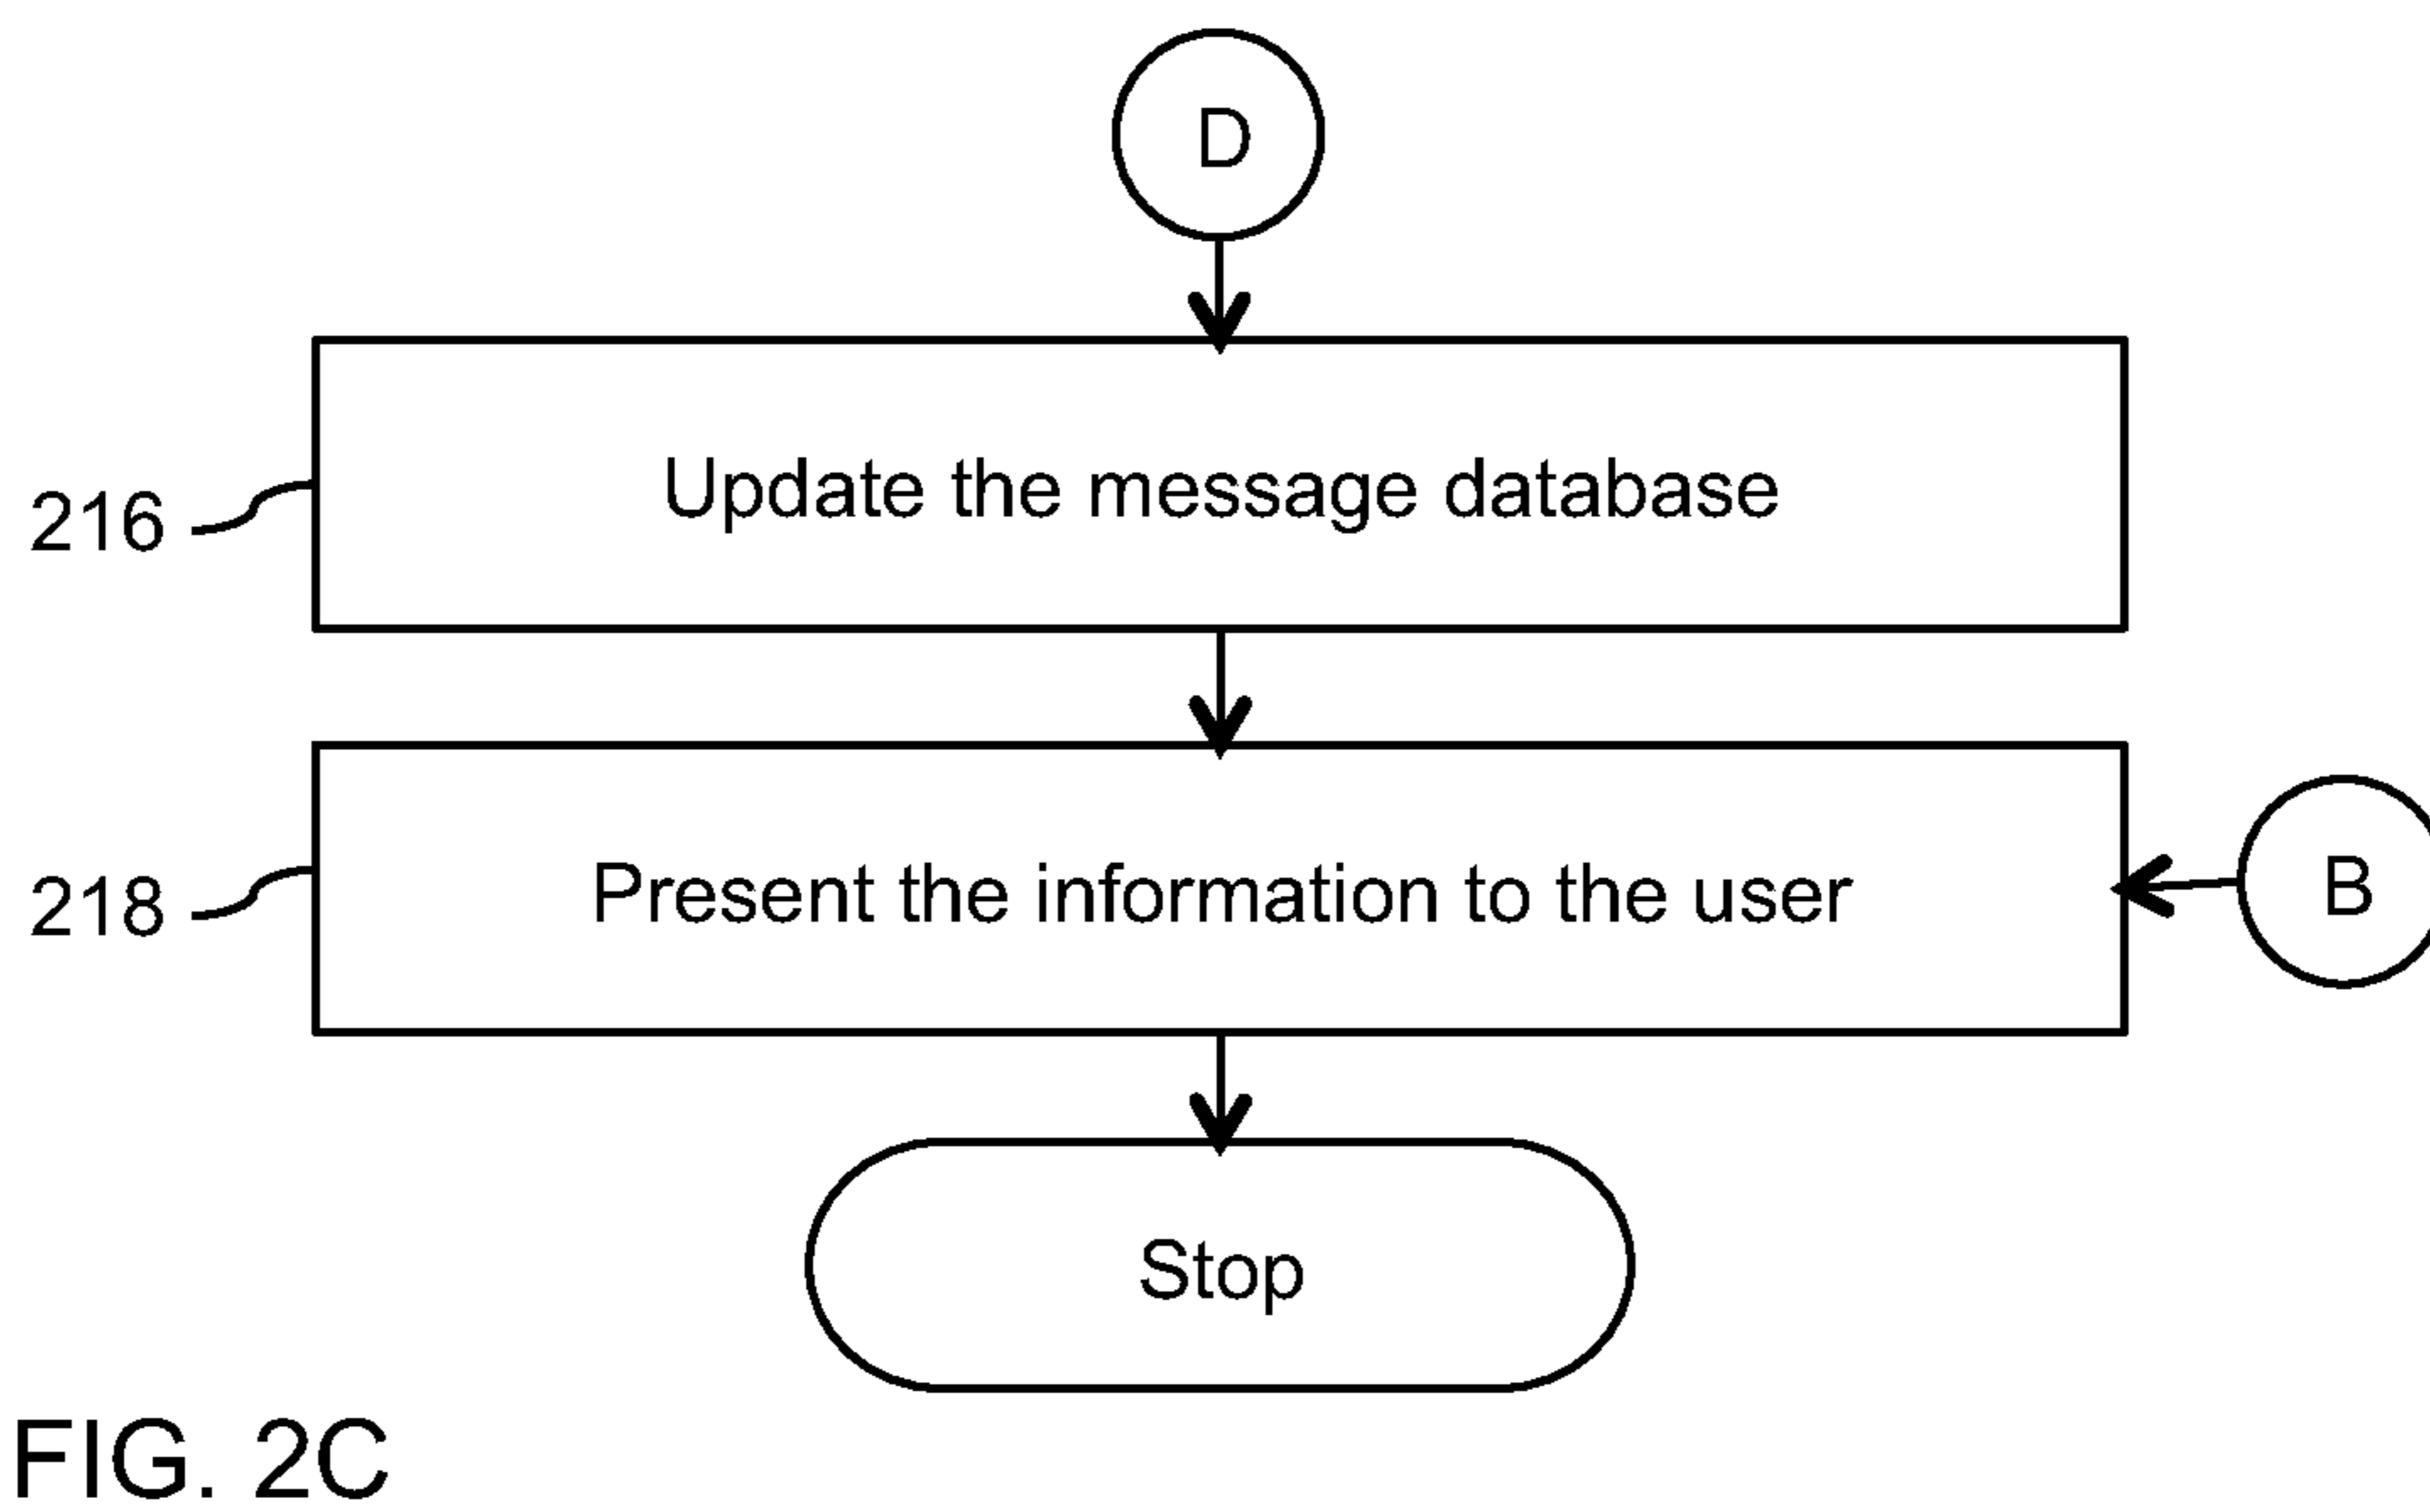 D
Update the message database
216
Present the information to the user
B
218
Stop
FIG. 2C